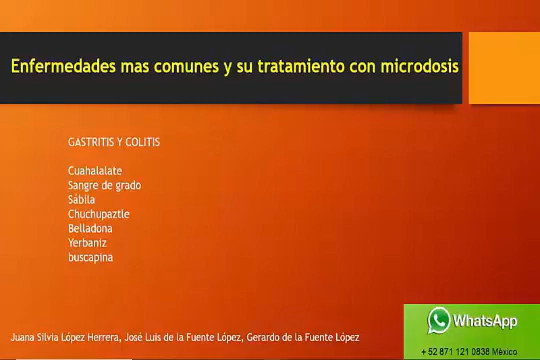 Enfermedades mas comunes y su tratamiento con microdosis
GASTRITIS Y COLITIS
Cuahalalate
Sangre de grado
Sábila
Chuchupaztle
Belladona
Yerbaniz
buscapina
Juana Silvia López Herrera, José Luis de la Fuente López, Gerardo de la Fuente López
WhatsApp
+ 52 871 121 0838 Mèxico